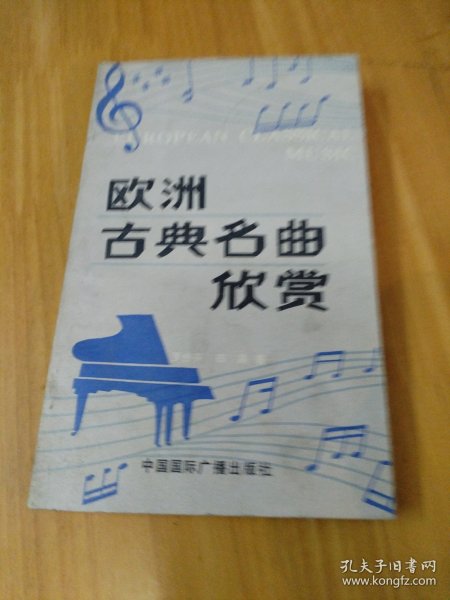 EUROPEAN CLASSICAL
MUSIC
欧洲
古典名曲
欣赏
中国国际广播出版社
孔夫子旧书网
www.kongfz.com